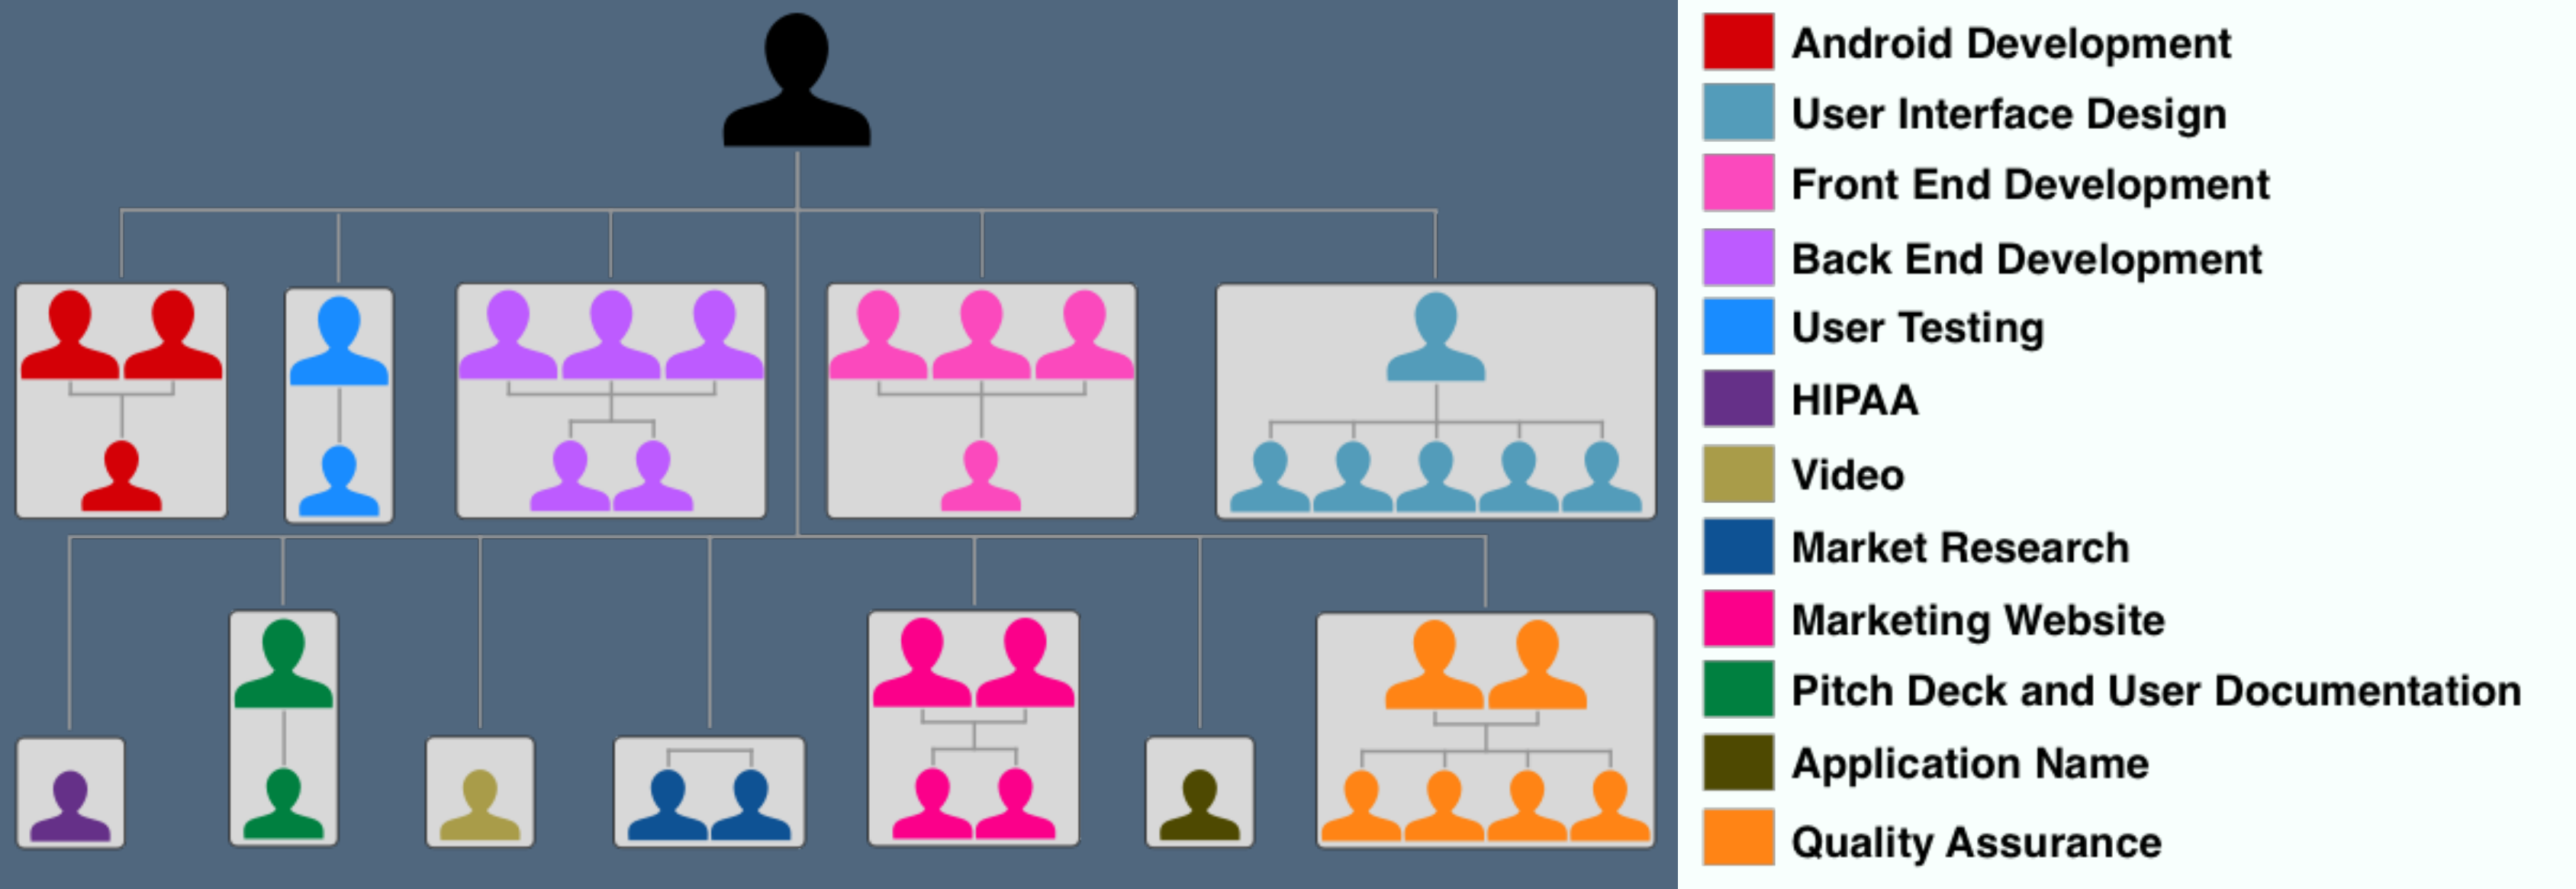 Android Development
User Interface Design
Front End Development
Back End Development
User Testing
HIPAA
Video
Market Research
Marketing Website
Pitch Deck and User Documentation
Application Name
Quality Assurance